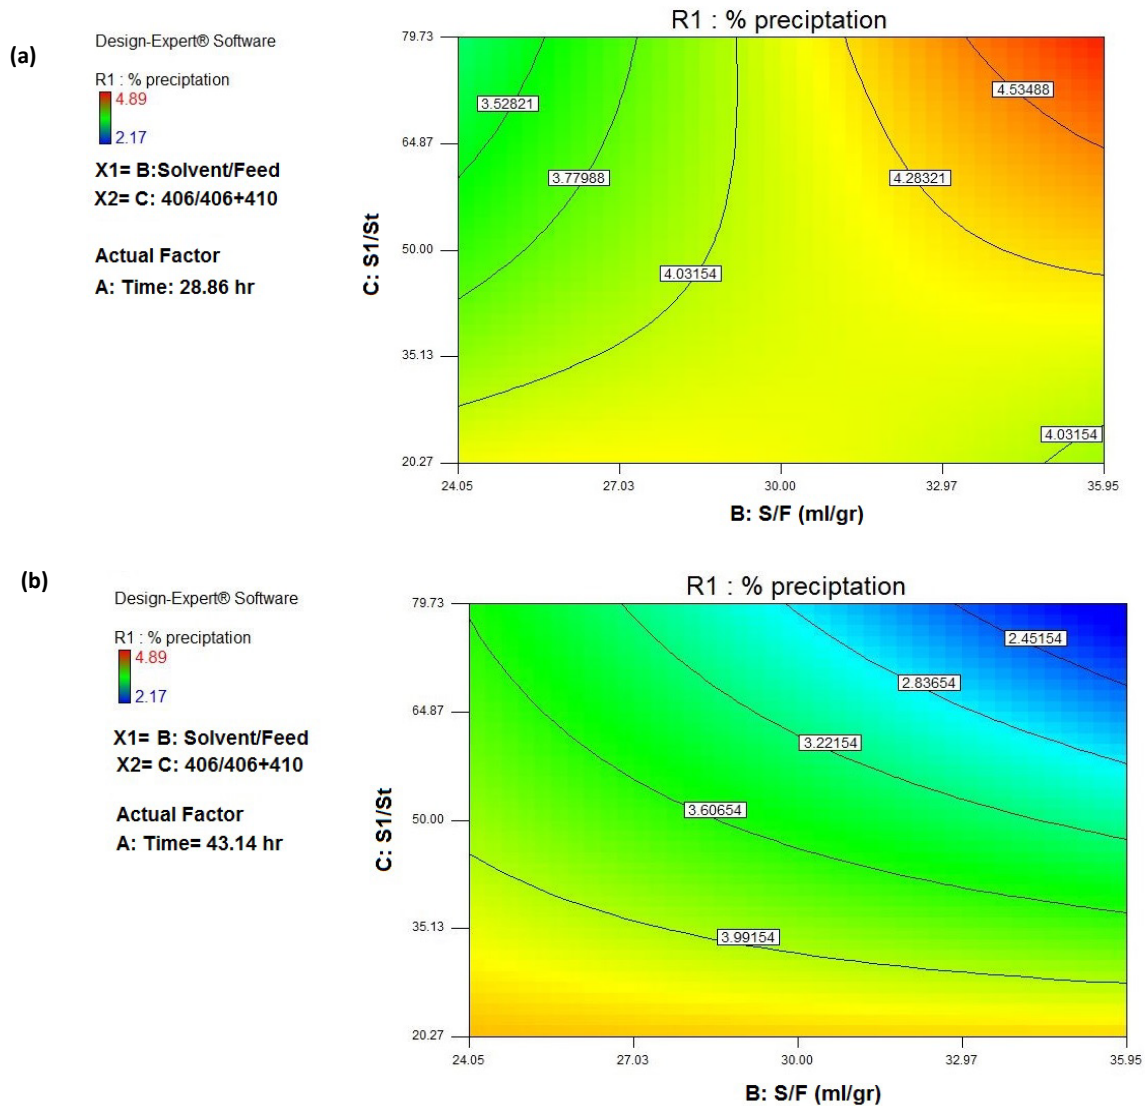 (a)
Design-Expert® Software
R1 : % preciptation
4.89
2.17
X1= B:Solvent/Feed
X2= C: 406/406+410
Actual Factor
A: Time: 28.86 hr
R1 : % preciptation
C: S1/St
79.73
64.87
50.00
35.13
20.27
3.52821
3.77988
4.03154
4.28321
4.53488
4.03154
24.05
27.03
30.00
32.97
35.95
B: S/F (ml/gr)
(b)
Design-Expert® Software
R1 : % preciptation
4.89
2.17
X1= B: Solvent/Feed
X2= C: 406/406+410
Actual Factor
A: Time= 43.14 hr
R1 : % preciptation
C: S1/St
79.73
64.87
50.00
35.13
20.27
2.45154
2.83654
3.22154
3.60654
3.99154
24.05
27.03
30.00
32.97
35.95
B: S/F (ml/gr)